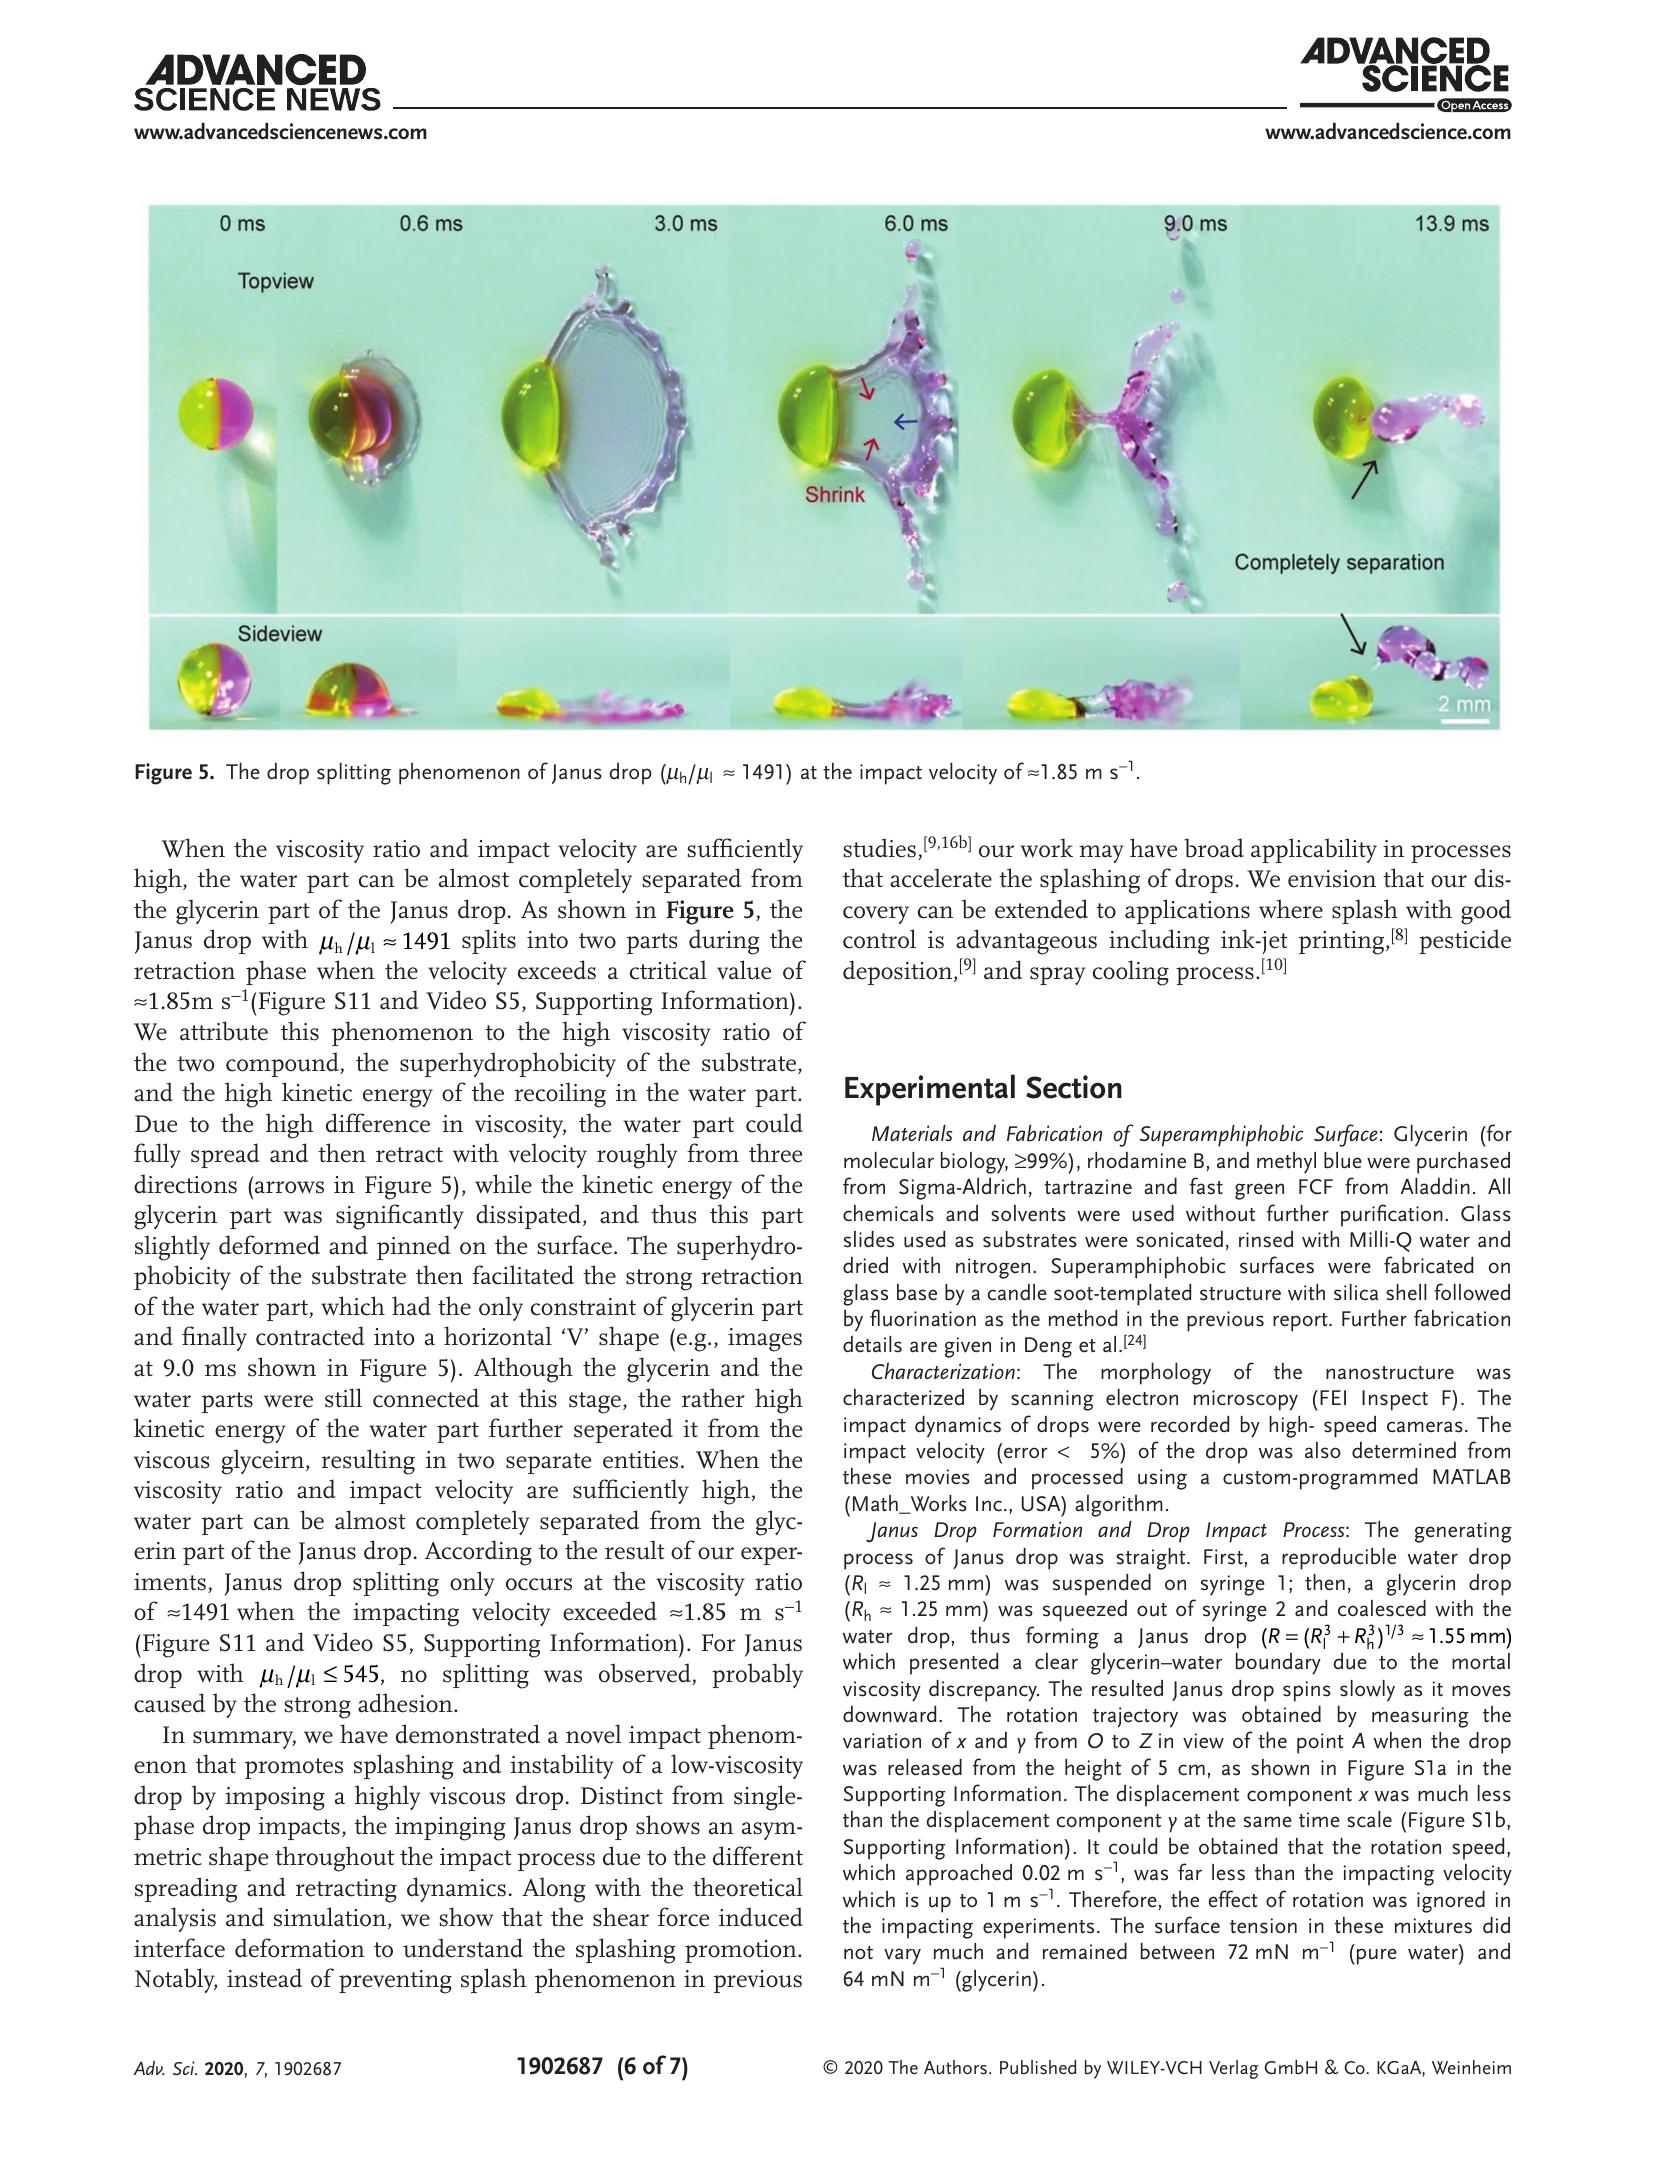 ADVANCED
SCIENCE NEWS
www.advancedsciencenews.com
ADVANCED
SCIENCE
Open Access
www.advancedscience.com
0 ms
0.6 ms
3.0 ms
6.0 ms
9.0 ms
13.9 ms
Topview
Shrink
Completely separation
Sideview
2 mm
Figure 5. The drop splitting phenomenon of Janus drop (μh/μl ≈ 1491) at the impact velocity of ≈1.85 m s⁻¹.
When the viscosity ratio and impact velocity are sufficiently
high, the water part can be almost completely separated from
the glycerin part of the Janus drop. As shown in Figure 5, the
Janus drop with μh/μl ≈ 1491 splits into two parts during the
retraction phase when the velocity exceeds a ctritical value of
≈1.85m s⁻¹(Figure S11 and Video S5, Supporting Information).
We attribute this phenomenon to the high viscosity ratio of
the two compound, the superhydrophobicity of the substrate,
and the high kinetic energy of the recoiling in the water part.
Due to the high difference in viscosity, the water part could
fully spread and then retract with velocity roughly from three
directions (arrows in Figure 5), while the kinetic energy of the
glycerin part was significantly dissipated, and thus this part
slightly deformed and pinned on the surface. The superhydro-
phobicity of the substrate then facilitated the strong retraction
of the water part, which had the only constraint of glycerin part
and finally contracted into a horizontal ‘V’ shape (e.g., images
at 9.0 ms shown in Figure 5). Although the glycerin and the
water parts were still connected at this stage, the rather high
kinetic energy of the water part further seperated it from the
viscous glyceirn, resulting in two separate entities. When the
viscosity ratio and impact velocity are sufficiently high, the
water part can be almost completely separated from the glyc-
erin part of the Janus drop. According to the result of our exper-
iments, Janus drop splitting only occurs at the viscosity ratio
of ≈1491 when the impacting velocity exceeded ≈1.85 m s⁻¹
(Figure S11 and Video S5, Supporting Information). For Janus
drop with μh/μl ≤ 545, no splitting was observed, probably
caused by the strong adhesion.
In summary, we have demonstrated a novel impact phenom-
enon that promotes splashing and instability of a low-viscosity
drop by imposing a highly viscous drop. Distinct from single-
phase drop impacts, the impinging Janus drop shows an asym-
metric shape throughout the impact process due to the different
spreading and retracting dynamics. Along with the theoretical
analysis and simulation, we show that the shear force induced
interface deformation to understand the splashing promotion.
Notably, instead of preventing splash phenomenon in previous
studies,[9,16b] our work may have broad applicability in processes
that accelerate the splashing of drops. We envision that our dis-
covery can be extended to applications where splash with good
control is advantageous including ink-jet printing,[8] pesticide
deposition,[9] and spray cooling process.[10]
Experimental Section
Materials and Fabrication of Superamphiphobic Surface: Glycerin (for
molecular biology, ≥99%), rhodamine B, and methyl blue were purchased
from Sigma-Aldrich, tartrazine and fast green FCF from Aladdin. All
chemicals and solvents were used without further purification. Glass
slides used as substrates were sonicated, rinsed with Milli-Q water and
dried with nitrogen. Superamphiphobic surfaces were fabricated on
glass base by a candle soot-templated structure with silica shell followed
by fluorination as the method in the previous report. Further fabrication
details are given in Deng et al.[24]
Characterization: The morphology of the nanostructure was
characterized by scanning electron microscopy (FEI Inspect F). The
impact dynamics of drops were recorded by high- speed cameras. The
impact velocity (error < 5%) of the drop was also determined from
these movies and processed using a custom-programmed MATLAB
(Math_Works Inc., USA) algorithm.
Janus Drop Formation and Drop Impact Process: The generating
process of Janus drop was straight. First, a reproducible water drop
(Rl ≈ 1.25 mm) was suspended on syringe 1; then, a glycerin drop
(Rh ≈ 1.25 mm) was squeezed out of syringe 2 and coalesced with the
water drop, thus forming a Janus drop (R = (Rl³ + Rh³)^1/3 ≈ 1.55 mm)
which presented a clear glycerin–water boundary due to the mortal
viscosity discrepancy. The resulted Janus drop spins slowly as it moves
downward. The rotation trajectory was obtained by measuring the
variation of x and y from O to Z in view of the point A when the drop
was released from the height of 5 cm, as shown in Figure S1a in the
Supporting Information. The displacement component x was much less
than the displacement component y at the same time scale (Figure S1b,
Supporting Information). It could be obtained that the rotation speed,
which approached 0.02 m s⁻¹, was far less than the impacting velocity
which is up to 1 m s⁻¹. Therefore, the effect of rotation was ignored in
the impacting experiments. The surface tension in these mixtures did
not vary much and remained between 72 mN m⁻¹ (pure water) and
64 mN m⁻¹ (glycerin).
Adv. Sci. 2020, 7, 1902687
1902687 (6 of 7)
© 2020 The Authors. Published by WILEY-VCH Verlag GmbH & Co. KGaA, Weinheim